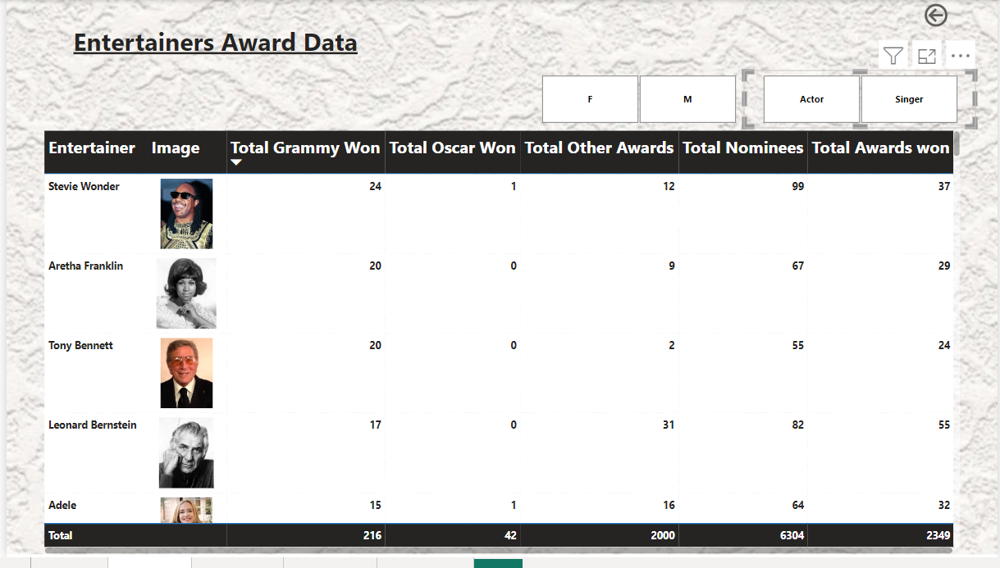 Entertainers Award Data
F M Actor Singer
Entertainer Image Total Grammy Won Total Oscar Won Total Other Awards Total Nominees Total Awards won
Stevie Wonder 24 1 12 99 37
Aretha Franklin 20 0 9 67 29
Tony Bennett 20 0 2 55 24
Leonard Bernstein 17 0 31 82 55
Adele 15 1 16 64 32
Total 216 42 2000 6304 2349